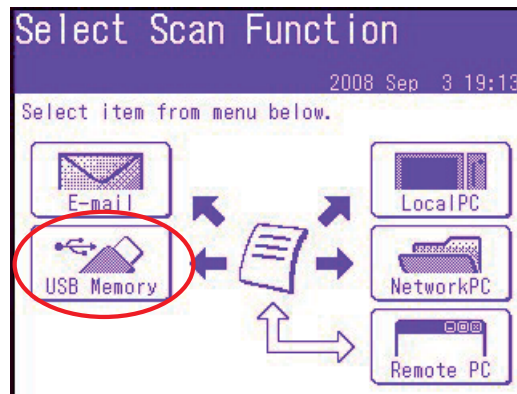 Select Scan Function
2008 Sep 3 19:13
Select item from menu below.
E-mail
LocalPC
USB Memory
NetworkPC
Remote PC